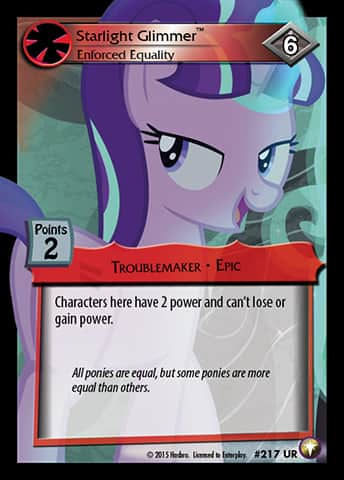 Starlight Glimmer™
Enforced Equality
6
Points
2
Troublemaker • Epic
Characters here have 2 power and can't lose or
gain power.
All ponies are equal, but some ponies are more
equal than others.
© 2015 Hasbro. Licensed to Enterplay. #217 UR